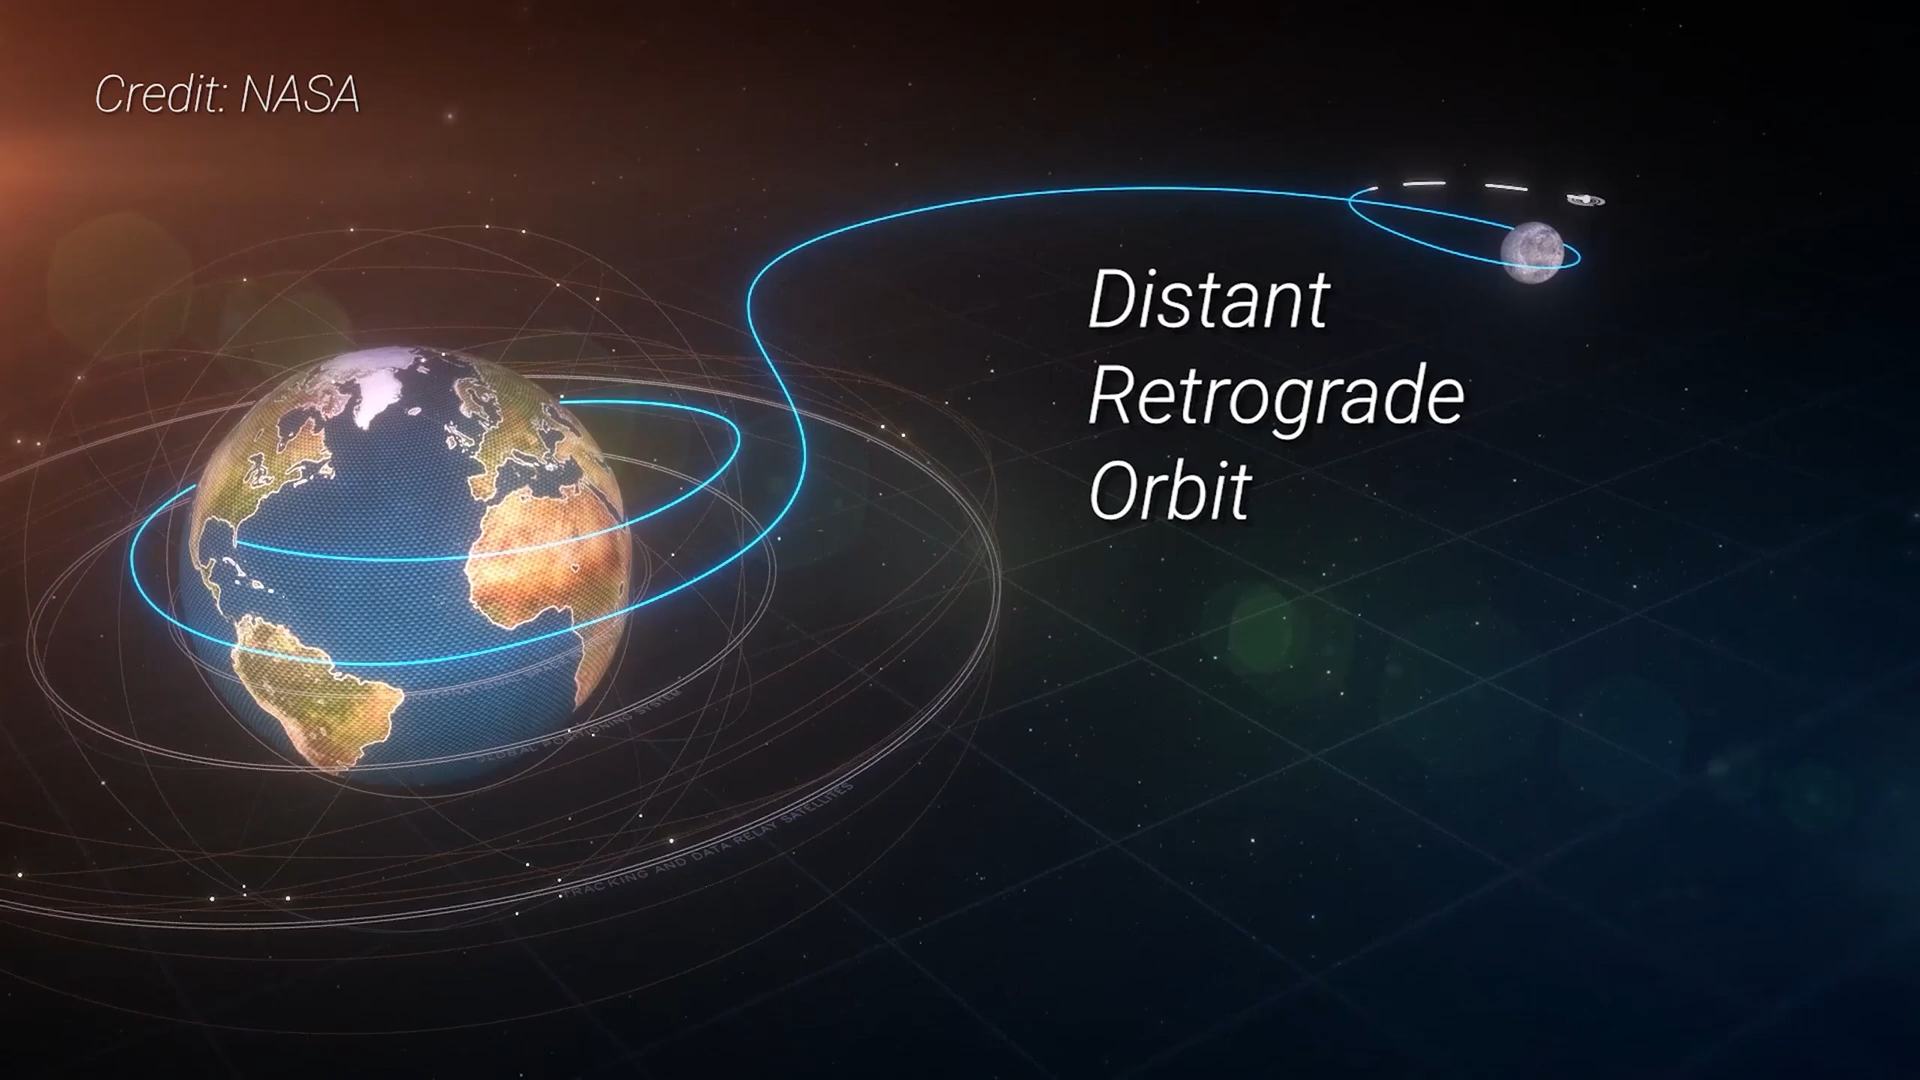 Credit: NASA
Distant
Retrograde
Orbit
GLOBAL POSITIONING SYSTEM
TRACKING AND DATA RELAY SATELLITES